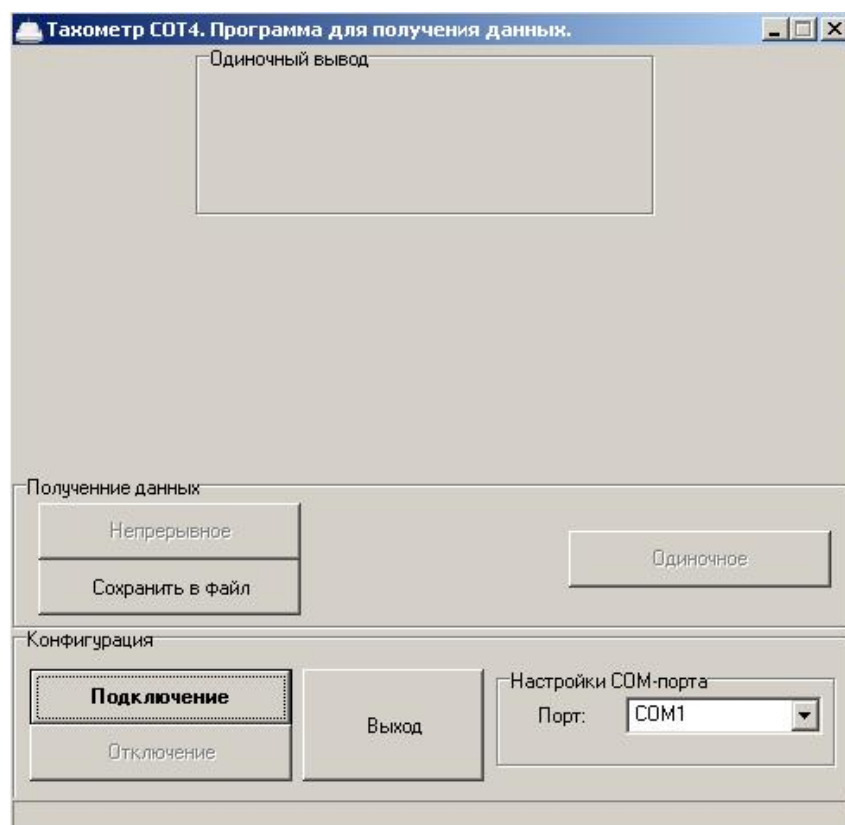 Тахометр СОТ4. Программа для получения данных.
Одиночный вывод
Полученние данных
Непрерывное
Одиночное
Сохранить в файл
Конфигурация
Подключение
Отключение
Выход
Настройки COM-порта
Порт:
COM1